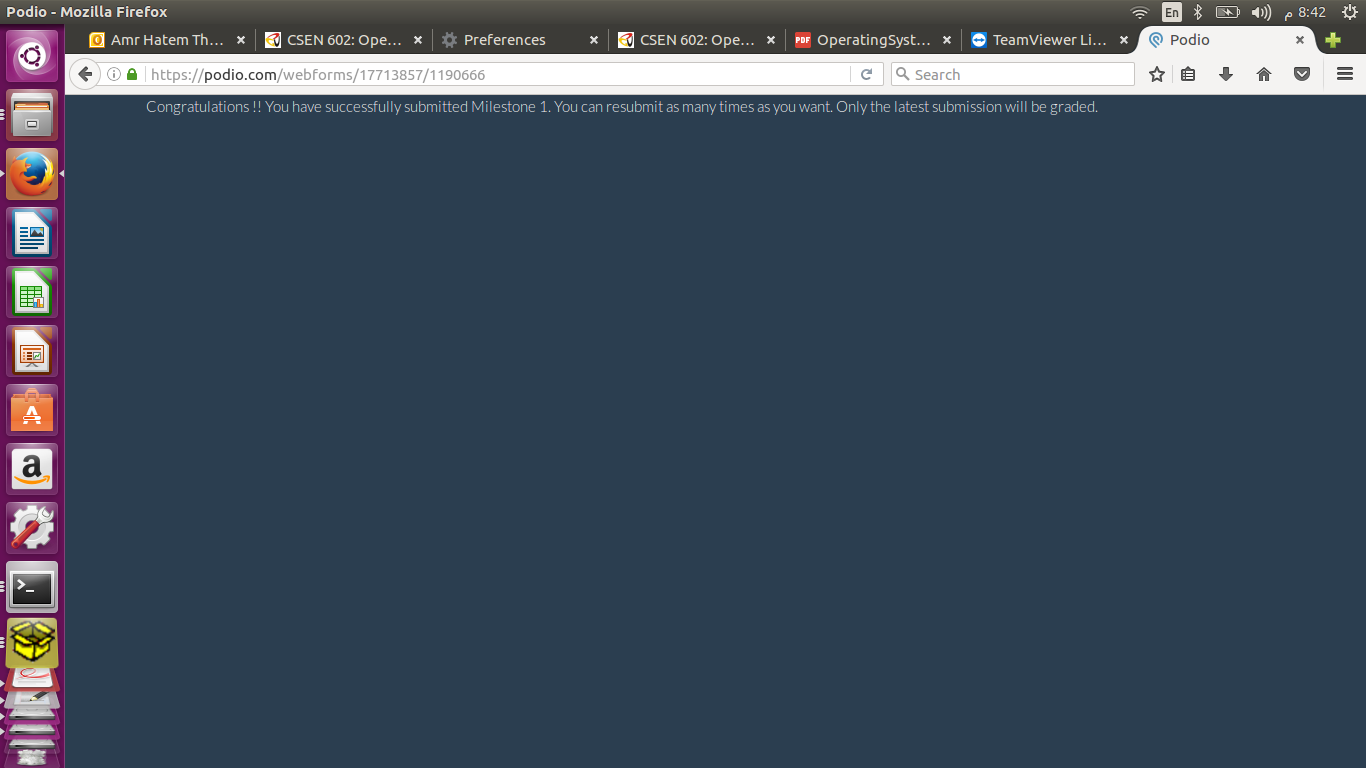 Podio - Mozilla Firefox
En
8:42 م
Amr Hatem Th...
CSEN 602: Ope...
Preferences
CSEN 602: Ope...
PDF
OperatingSyst...
TeamViewer Li...
Podio
https://podio.com/webforms/17713857/1190666
Search
Congratulations !! You have successfully submitted Milestone 1. You can resubmit as many times as you want. Only the latest submission will be graded.